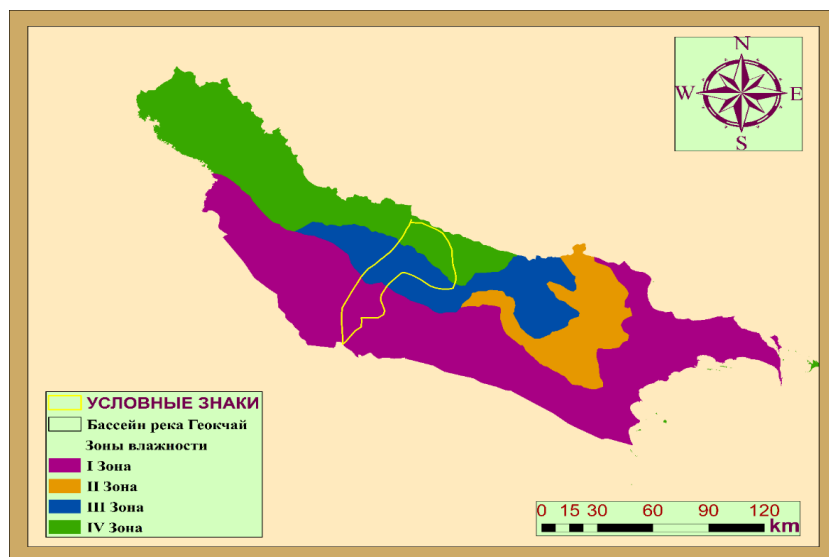 N
W E
S
УСЛОВНЫЕ ЗНАКИ
Бассейн река Геокчай
Зоны влажности
I Зона
II Зона
III Зона
IV Зона
0 15 30 60 90 120
km